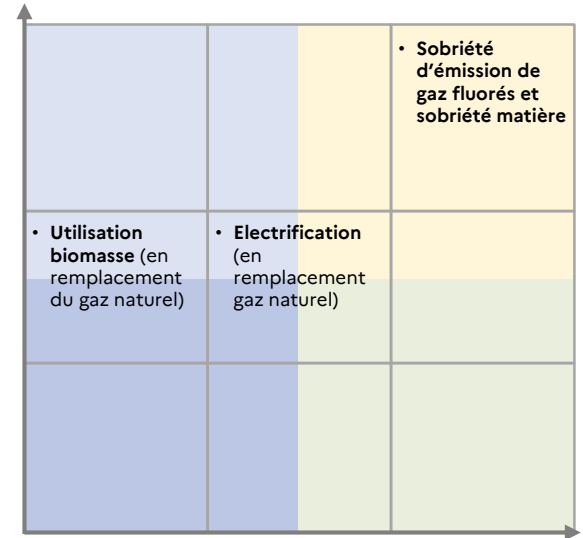 • Sobriété
d'émission de
gaz fluorés et
sobriété matière
• Utilisation
biomasse (en
remplacement
du gaz naturel)
• Electrification
(en
remplacement
gaz naturel)